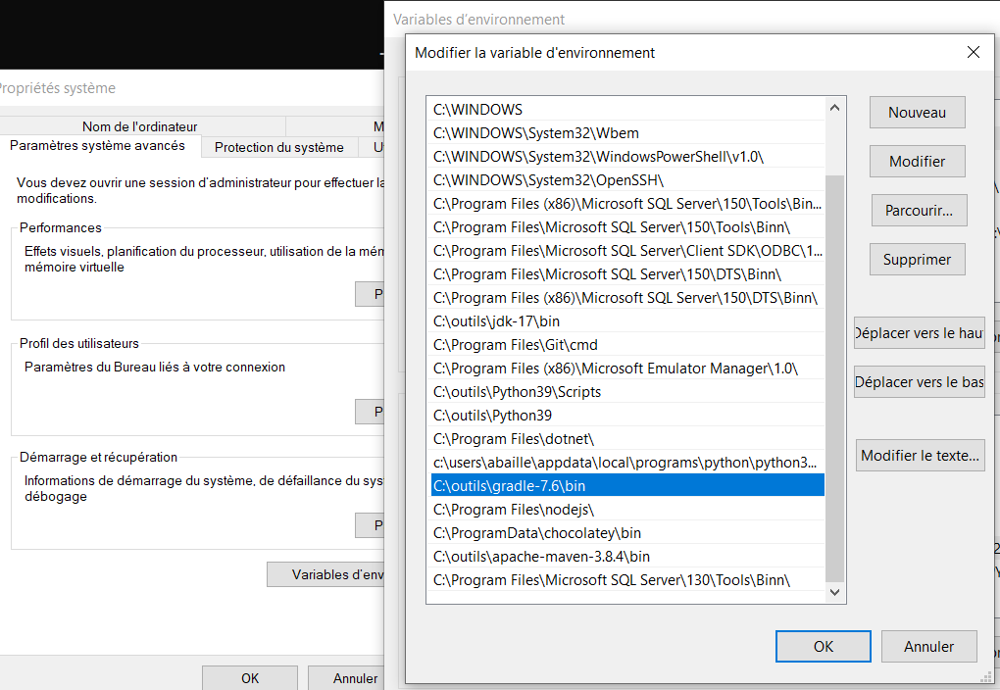 Variables d'environnement
Modifier la variable d'environnement
Propriétés système
Nom de l'ordinateur
Paramètres système avancés
Protection du système
Vous devez ouvrir une session d'administrateur pour effectuer
modifications.
Performances
Effets visuels, planification du processeur, utilisation de la
mémoire virtuelle
Profil des utilisateurs
Paramètres du Bureau liés à votre connexion
Démarrage et récupération
Informations de démarrage du système, de défaillance du
débogage
Variables d'env
OK
Annuler
C:\WINDOWS
C:\WINDOWS\System32\Wbem
C:\WINDOWS\System32\WindowsPowerShell\v1.0\
C:\WINDOWS\System32\OpenSSH\
C:\Program Files (x86)\Microsoft SQL Server\150\Tools\Bin...
C:\Program Files\Microsoft SQL Server\150\Tools\Binn\
C:\Program Files\Microsoft SQL Server\Client SDK\ODBC\1...
C:\Program Files\Microsoft SQL Server\150\DTS\Binn\
C:\Program Files (x86)\Microsoft SQL Server\150\DTS\Binn\
C:\outils\jdk-17\bin
C:\Program Files\Git\cmd
C:\Program Files (x86)\Microsoft Emulator Manager\1.0\
C:\outils\Python39\Scripts
C:\outils\Python39
C:\Program Files\dotnet\
c:\users\abaille\appdata\local\programs\python\python3...
C:\outils\gradle-7.6\bin
C:\Program Files\nodejs\
C:\ProgramData\chocolatey\bin
C:\outils\apache-maven-3.8.4\bin
C:\Program Files\Microsoft SQL Server\130\Tools\Binn\
Nouveau
Modifier
Parcourir...
Supprimer
Déplacer vers le hau
Déplacer vers le bas
Modifier le texte...
OK
Annuler